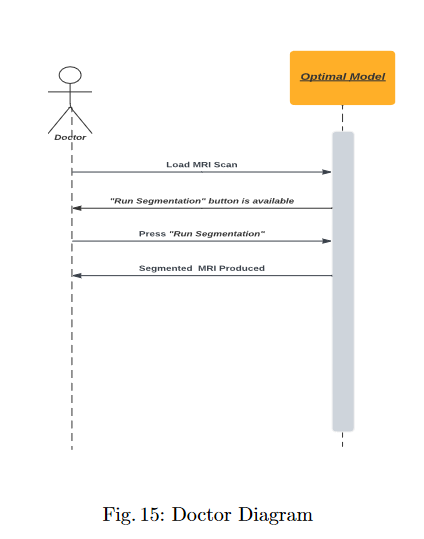 Optimal Model
Doctor
Load MRI Scan
"Run Segmentation" button is available
Press "Run Segmentation"
Segmented MRI Produced
Fig. 15: Doctor Diagram